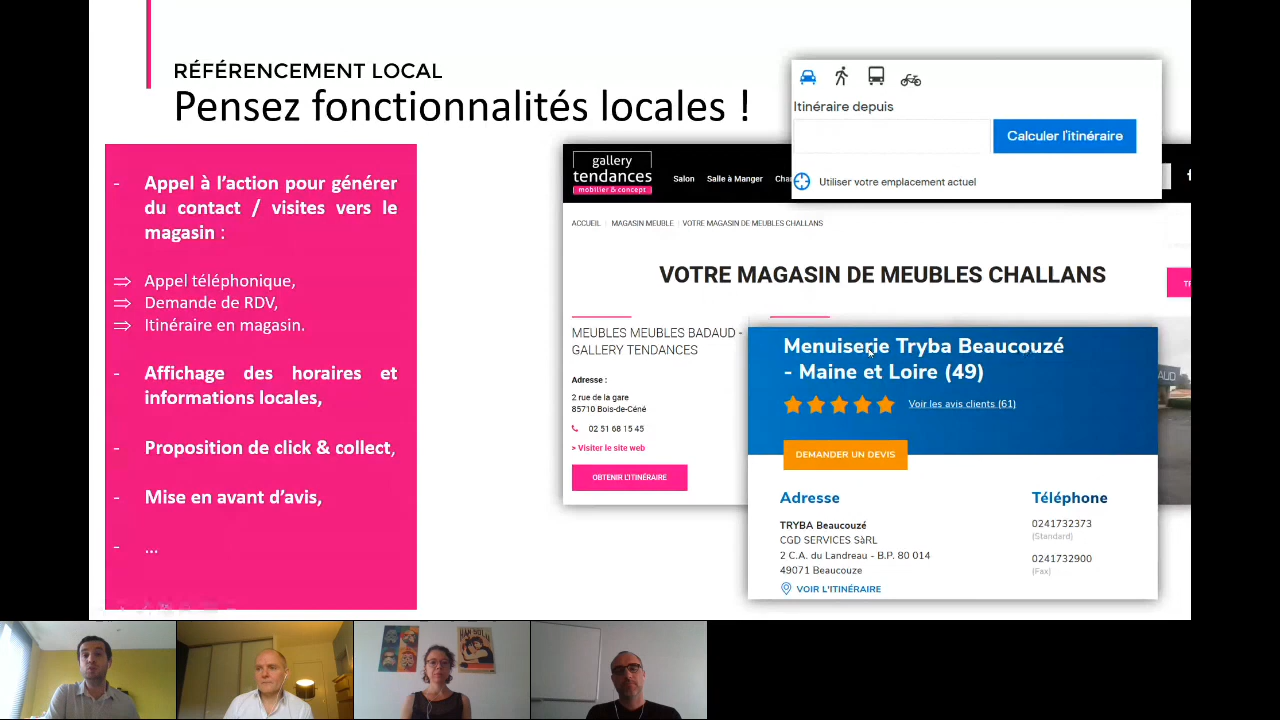 RÉFÉRENCEMENT LOCAL
Pensez fonctionnalités locales !
- Appel à l'action pour générer
du contact / visites vers le
magasin :
⇒ Appel téléphonique,
⇒ Demande de RDV,
⇒ Itinéraire en magasin.
- Affichage des horaires et
informations locales,
- Proposition de click & collect,
- Mise en avant d'avis,
- ...
Itinéraire depuis
Calculer l'itinéraire
Utiliser votre emplacement actuel
gallery
tendances
mobilier & concept
Salon Salle à Manger
ACCUEIL MAGASIN MEUBLE VOTRE MAGASIN DE MEUBLES CHALLANS
VOTRE MAGASIN DE MEUBLES CHALLANS
MEUBLES MEUBLES BADAUD -
GALLERY TENDANCES
Adresse :
2 rue de la gare
85710 Bois-de-Céné
02 51 68 15 45
> Visiter le site web
OBTENIR L'ITINÉRAIRE
Menuiserie Tryba Beaucouzé
- Maine et Loire (49)
Voir les avis clients (61)
DEMANDER UN DEVIS
Adresse
TRYBA Beaucouzé
CGD SERVICES SàRL
2 C.A. du Landreau - B.P. 80 014
49071 Beaucouze
VOIR L'ITINÉRAIRE
Téléphone
0241732373
(Standard)
0241732900
(Fax)
HAN SOLO